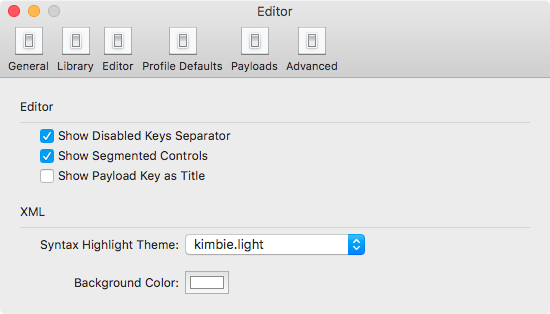 Editor
General Library Editor Profile Defaults Payloads Advanced
Editor
Show Disabled Keys Separator
Show Segmented Controls
Show Payload Key as Title
XML
Syntax Highlight Theme: kimbie.light
Background Color: